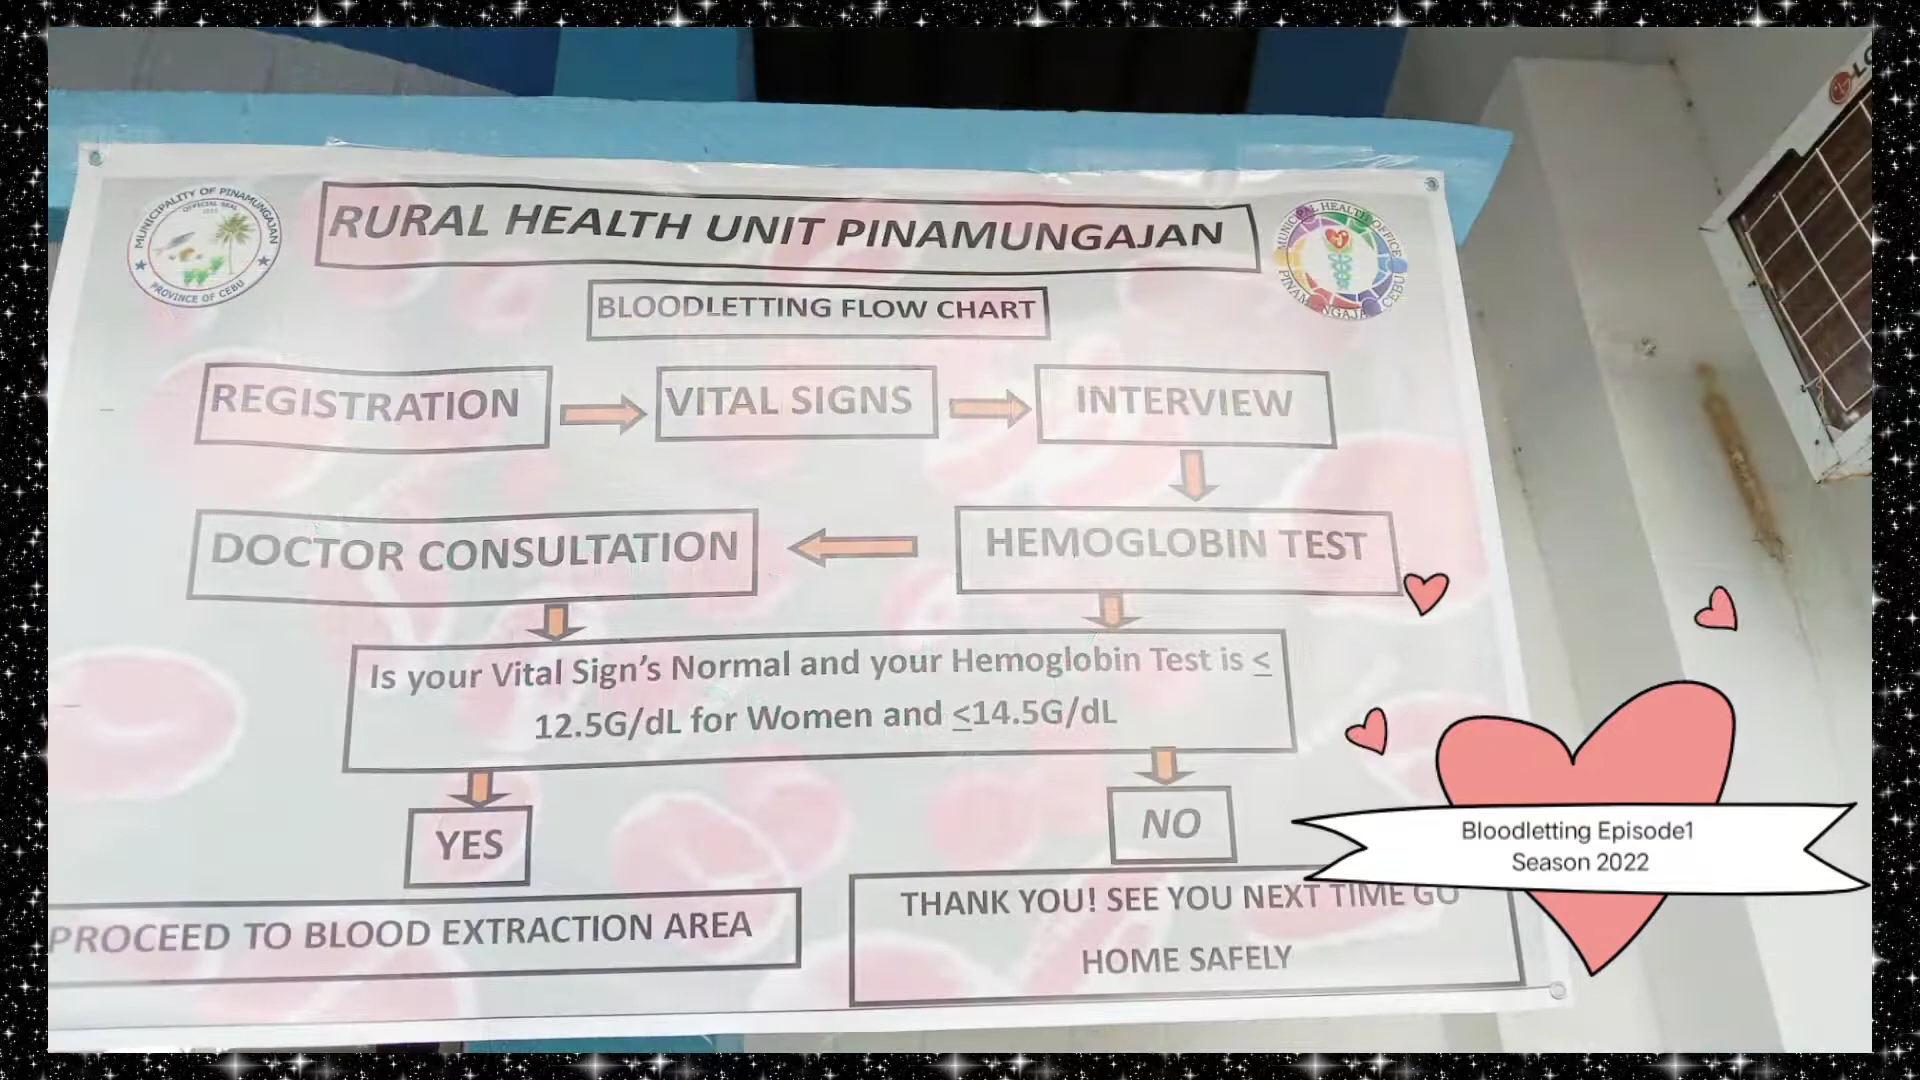 MUNICIPALITY OF PINAMUNGAJAN
OFFICIAL SEAL
PROVINCE OF CEBU
RURAL HEALTH UNIT PINAMUNGAJAN
MUNICIPAL HEALTH OFFICE
CEBU
BLOODLETTING FLOW CHART
REGISTRATION
VITAL SIGNS
INTERVIEW
DOCTOR CONSULTATION
HEMOGLOBIN TEST
Is your Vital Sign's Normal and your Hemoglobin Test is ≤
12.5G/dL for Women and ≤14.5G/dL
YES
NO
PROCEED TO BLOOD EXTRACTION AREA
THANK YOU! SEE YOU NEXT TIME GO
HOME SAFELY
Bloodletting Episode1
Season 2022